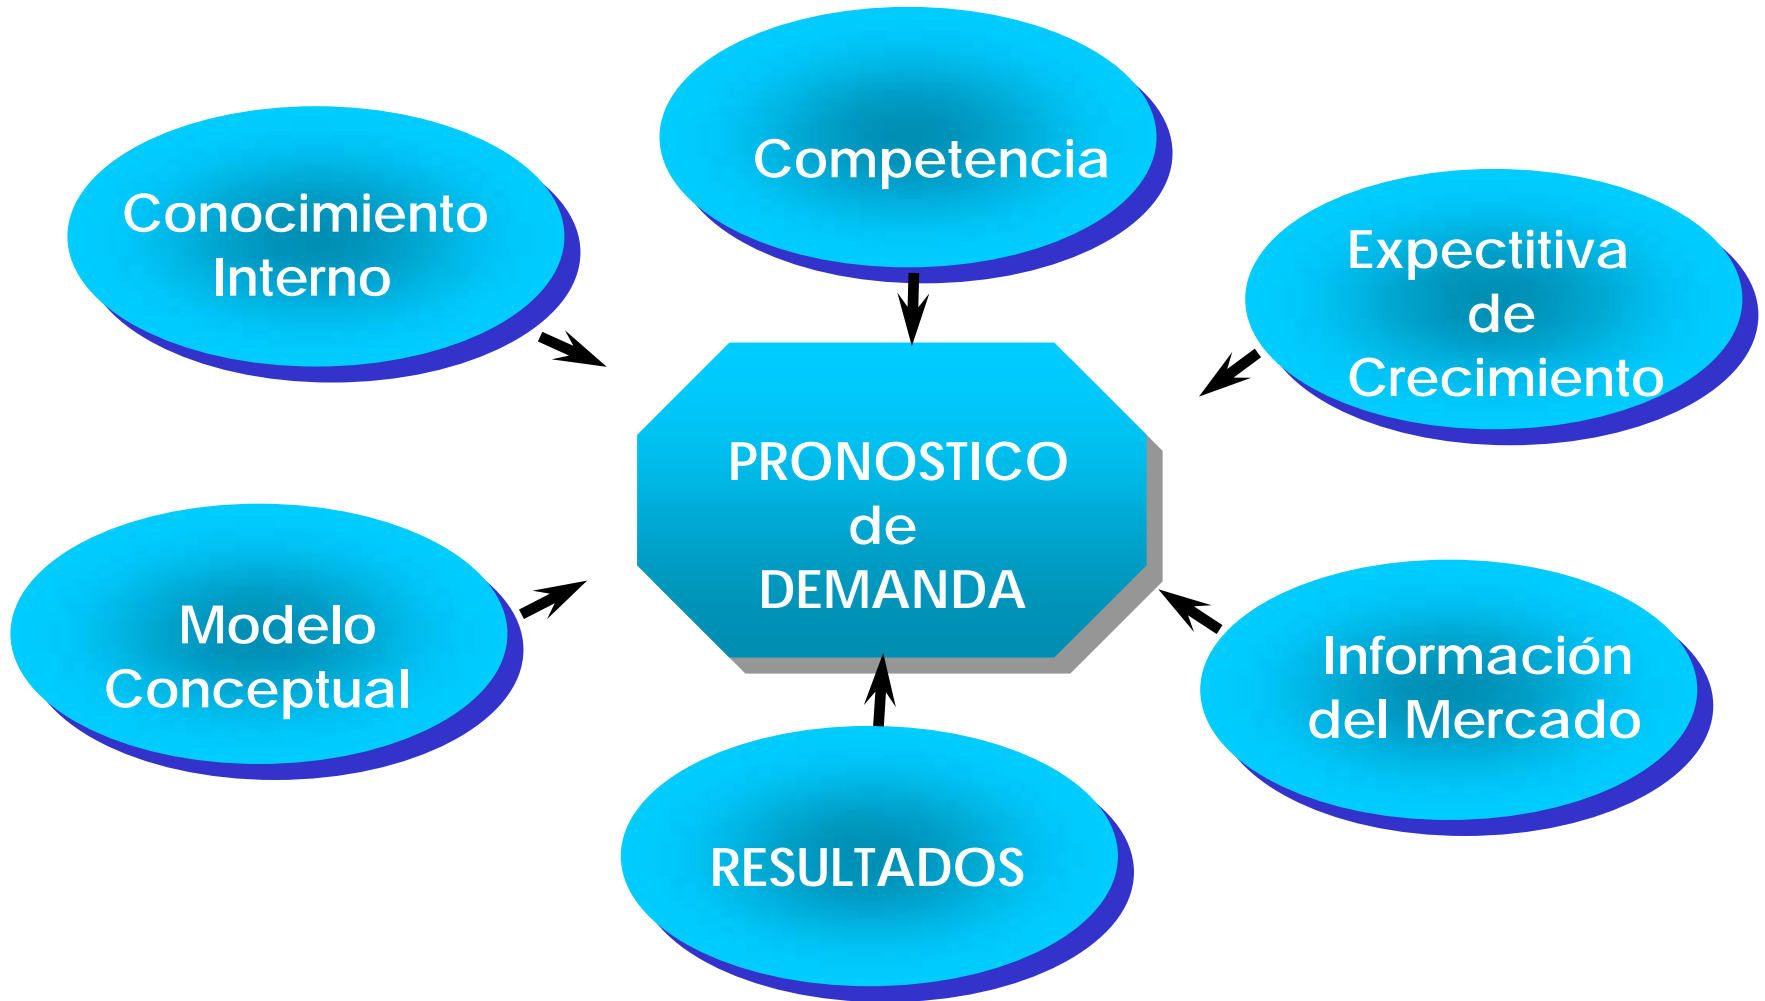 Competencia
Conocimiento
Interno
Expectitiva
de
Crecimiento
PRONOSTICO
de
DEMANDA
Modelo
Conceptual
Información
del Mercado
RESULTADOS